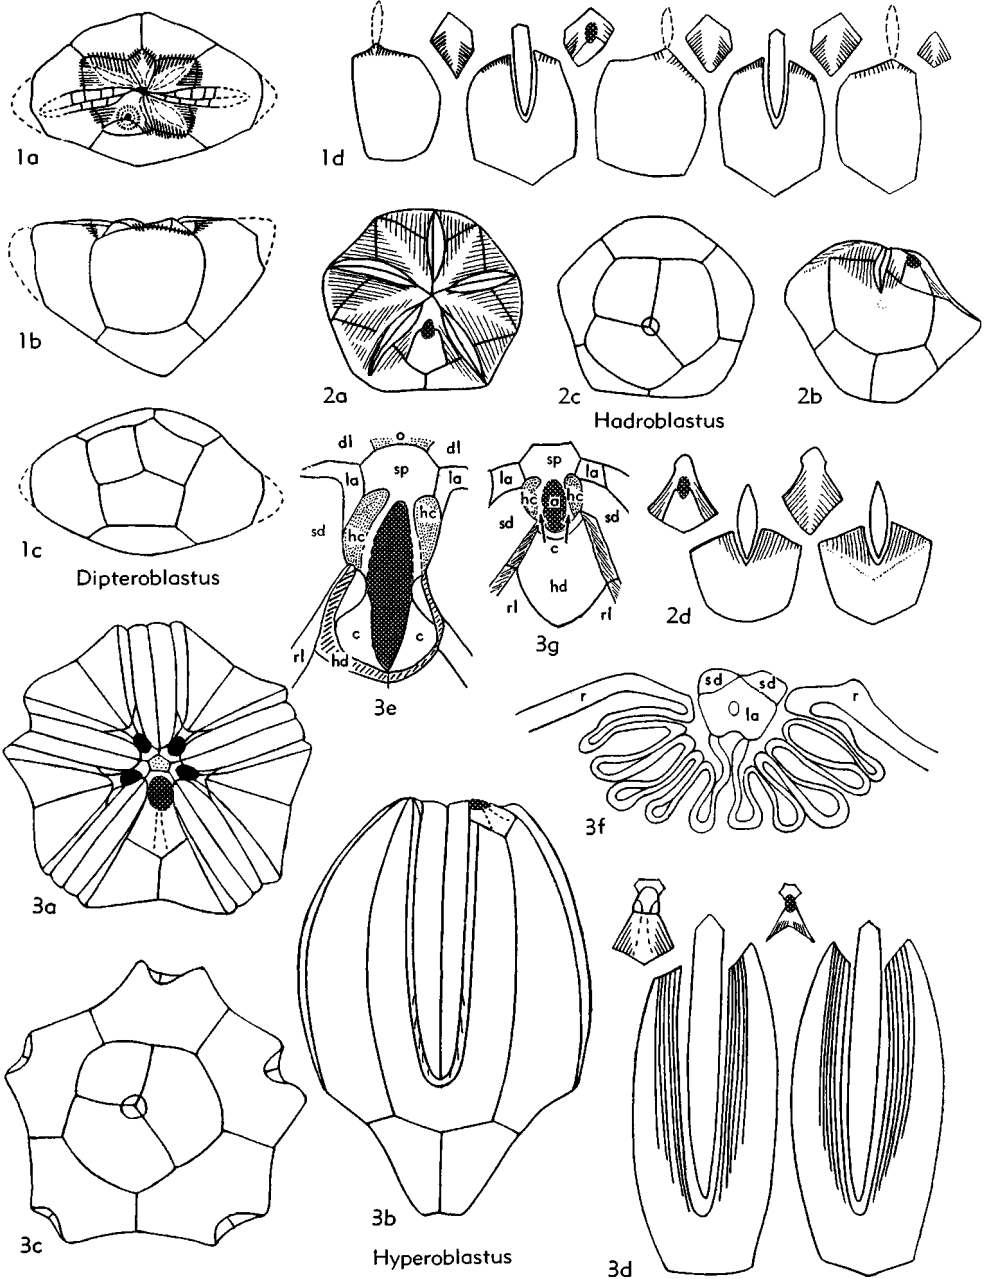 1a
1d
1b
2a
2c
2b
Hadroblastus
1c
Dipteroblastus
dl o dl
la sp la
hc hc
sd
c c
rl hd
3e
sp
la la
hc a hc
sd sd
c
hd
rl rl
3g
2d
sd sd
r la r
3f
3a
3b
3c
3d
Hyperoblastus